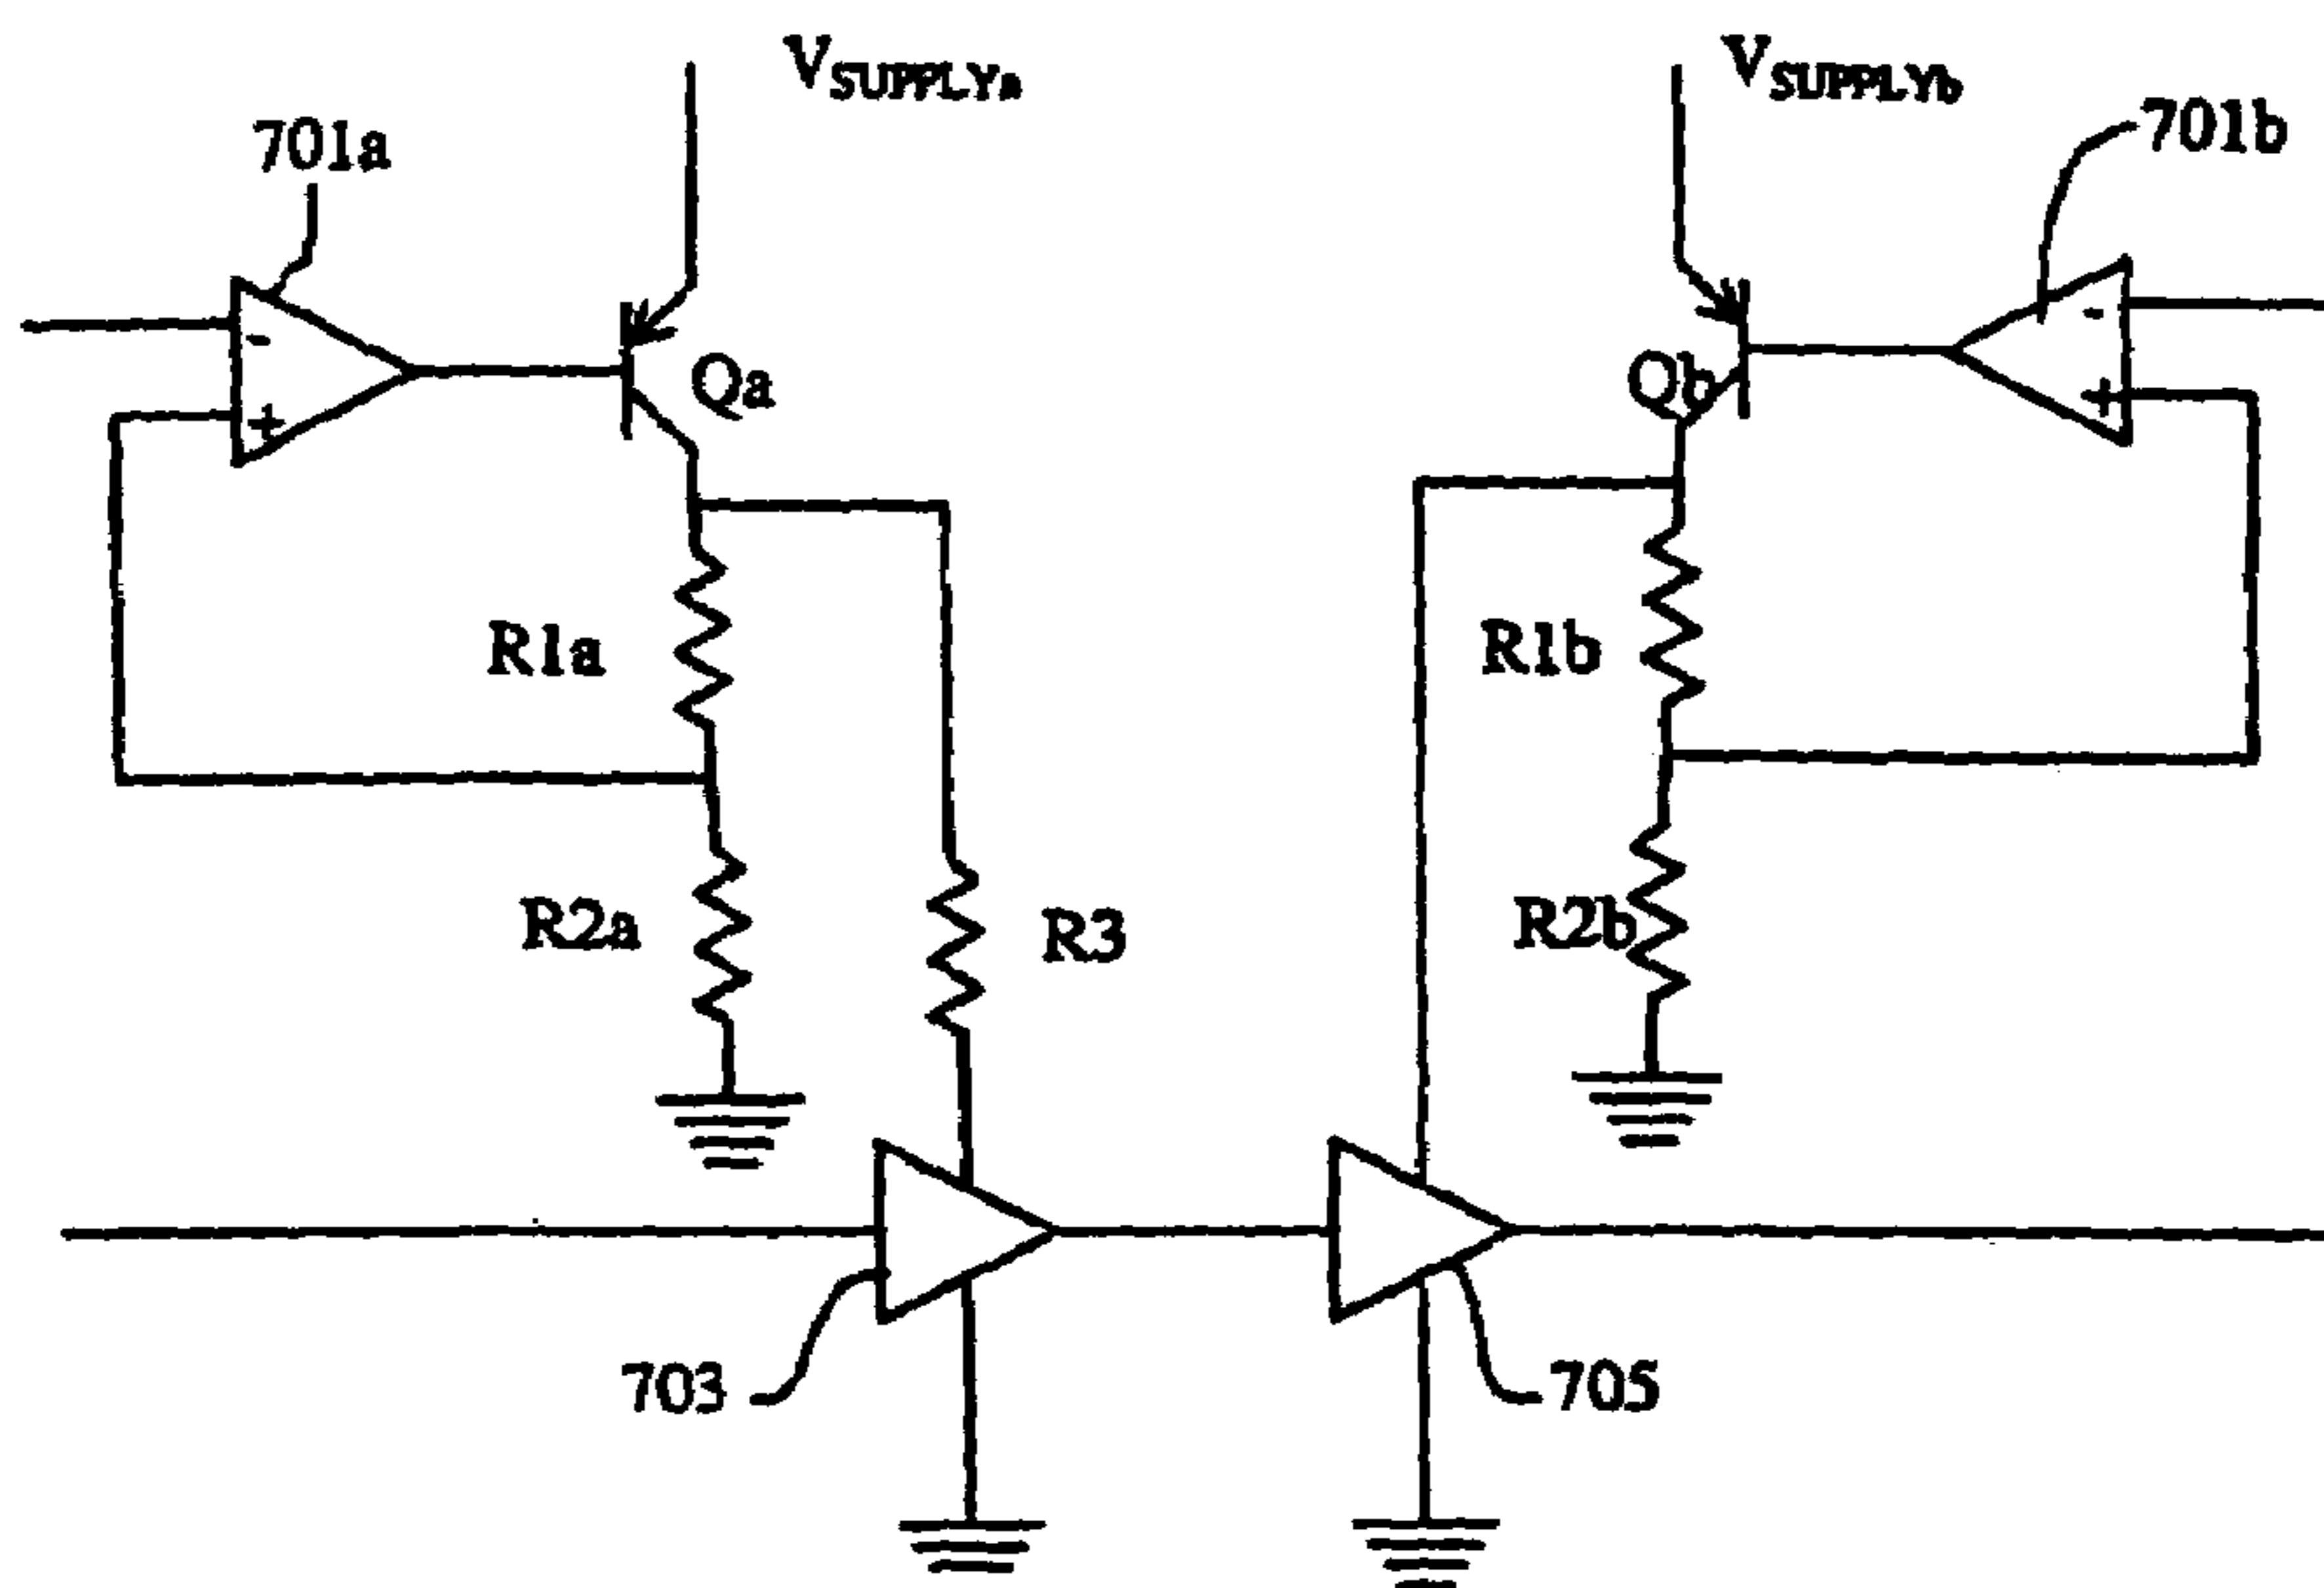 VSUPPLYa
VSUPPLYb
701a
701b
-
-
Qa
Qb
+
+
R1a
R1b
R2a
R3
R2b
703
705